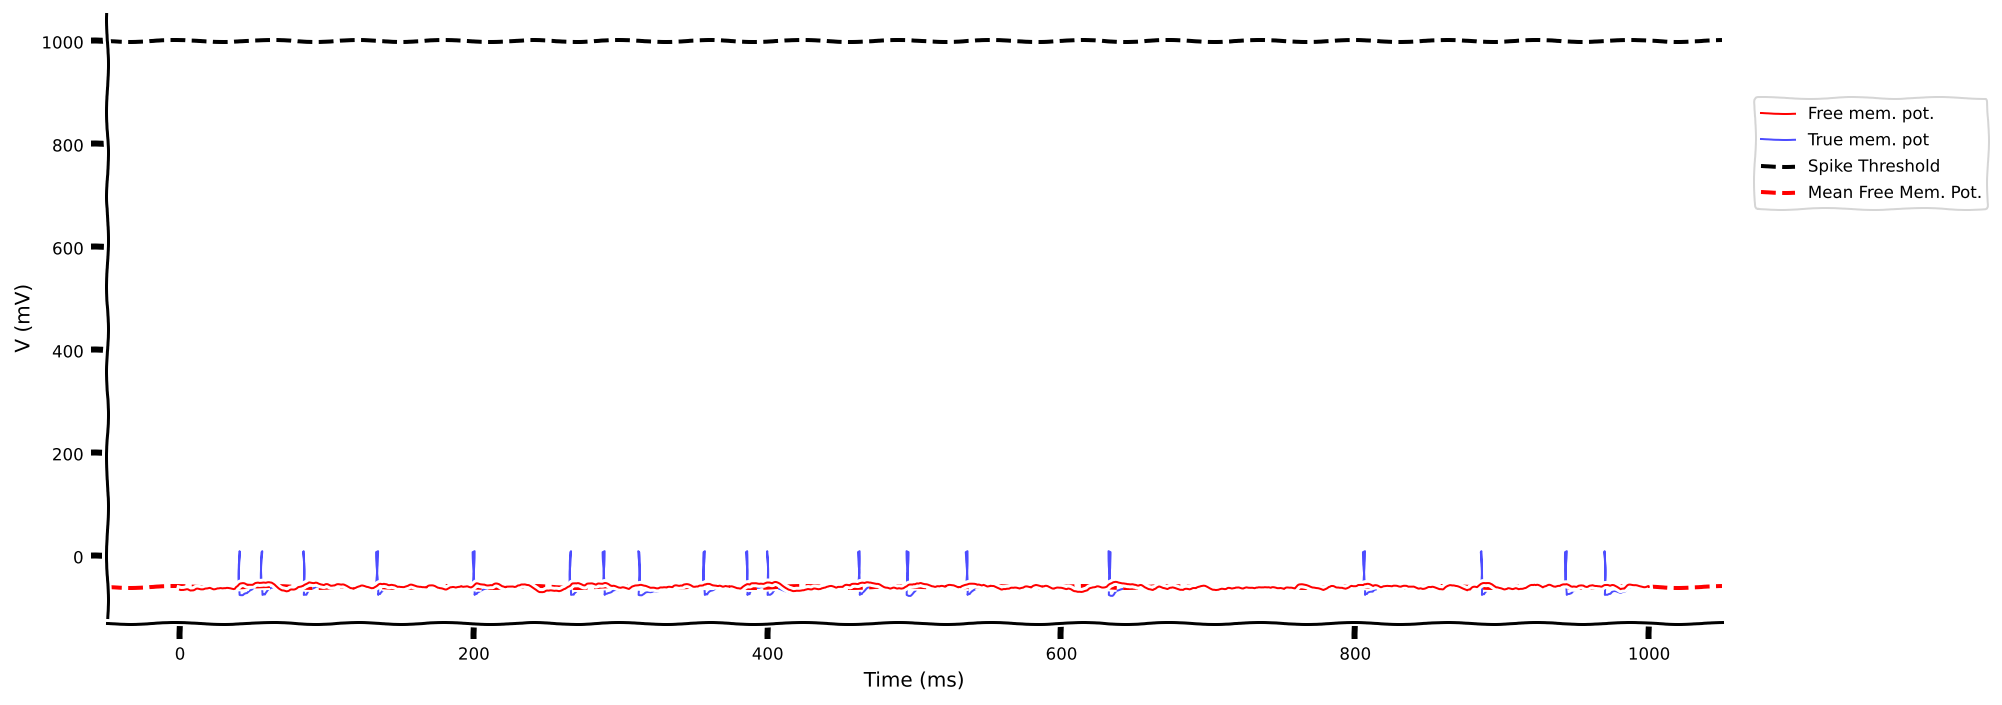 1000
800
600
400
200
0
V (mV)
0 200 400 600 800 1000
Time (ms)
Free mem. pot.
True mem. pot
Spike Threshold
Mean Free Mem. Pot.